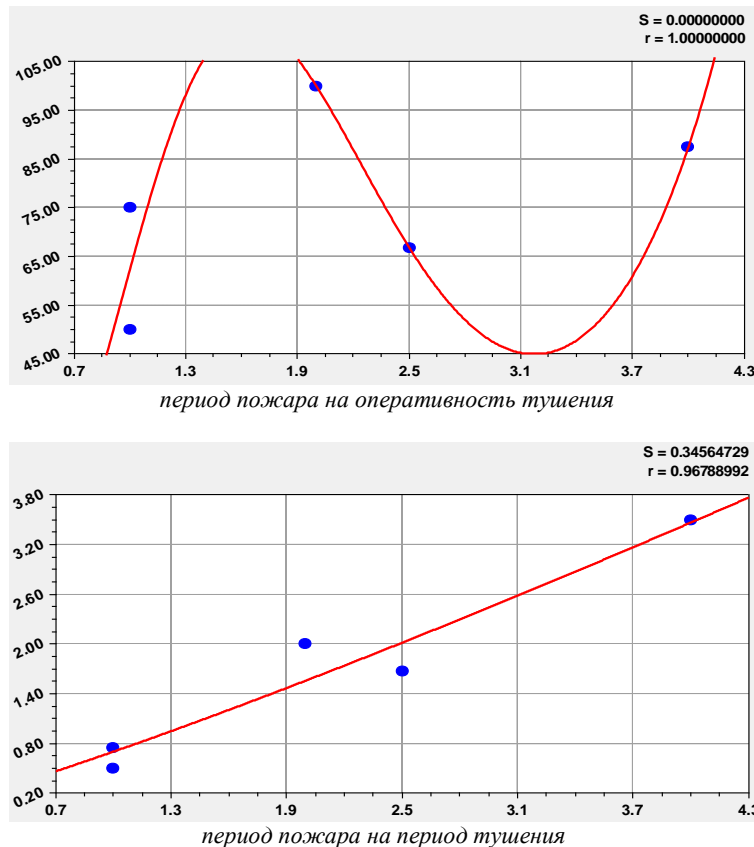 S = 0.00000000
r = 1.00000000
105.00
95.00
85.00
75.00
65.00
55.00
45.00
0.7 1.3 1.9 2.5 3.1 3.7 4.3
период пожара на оперативность тушения
S = 0.34564729
r = 0.96788992
3.80
3.20
2.60
2.00
1.40
0.80
0.20
0.7 1.3 1.9 2.5 3.1 3.7 4.3
период пожара на период тушения